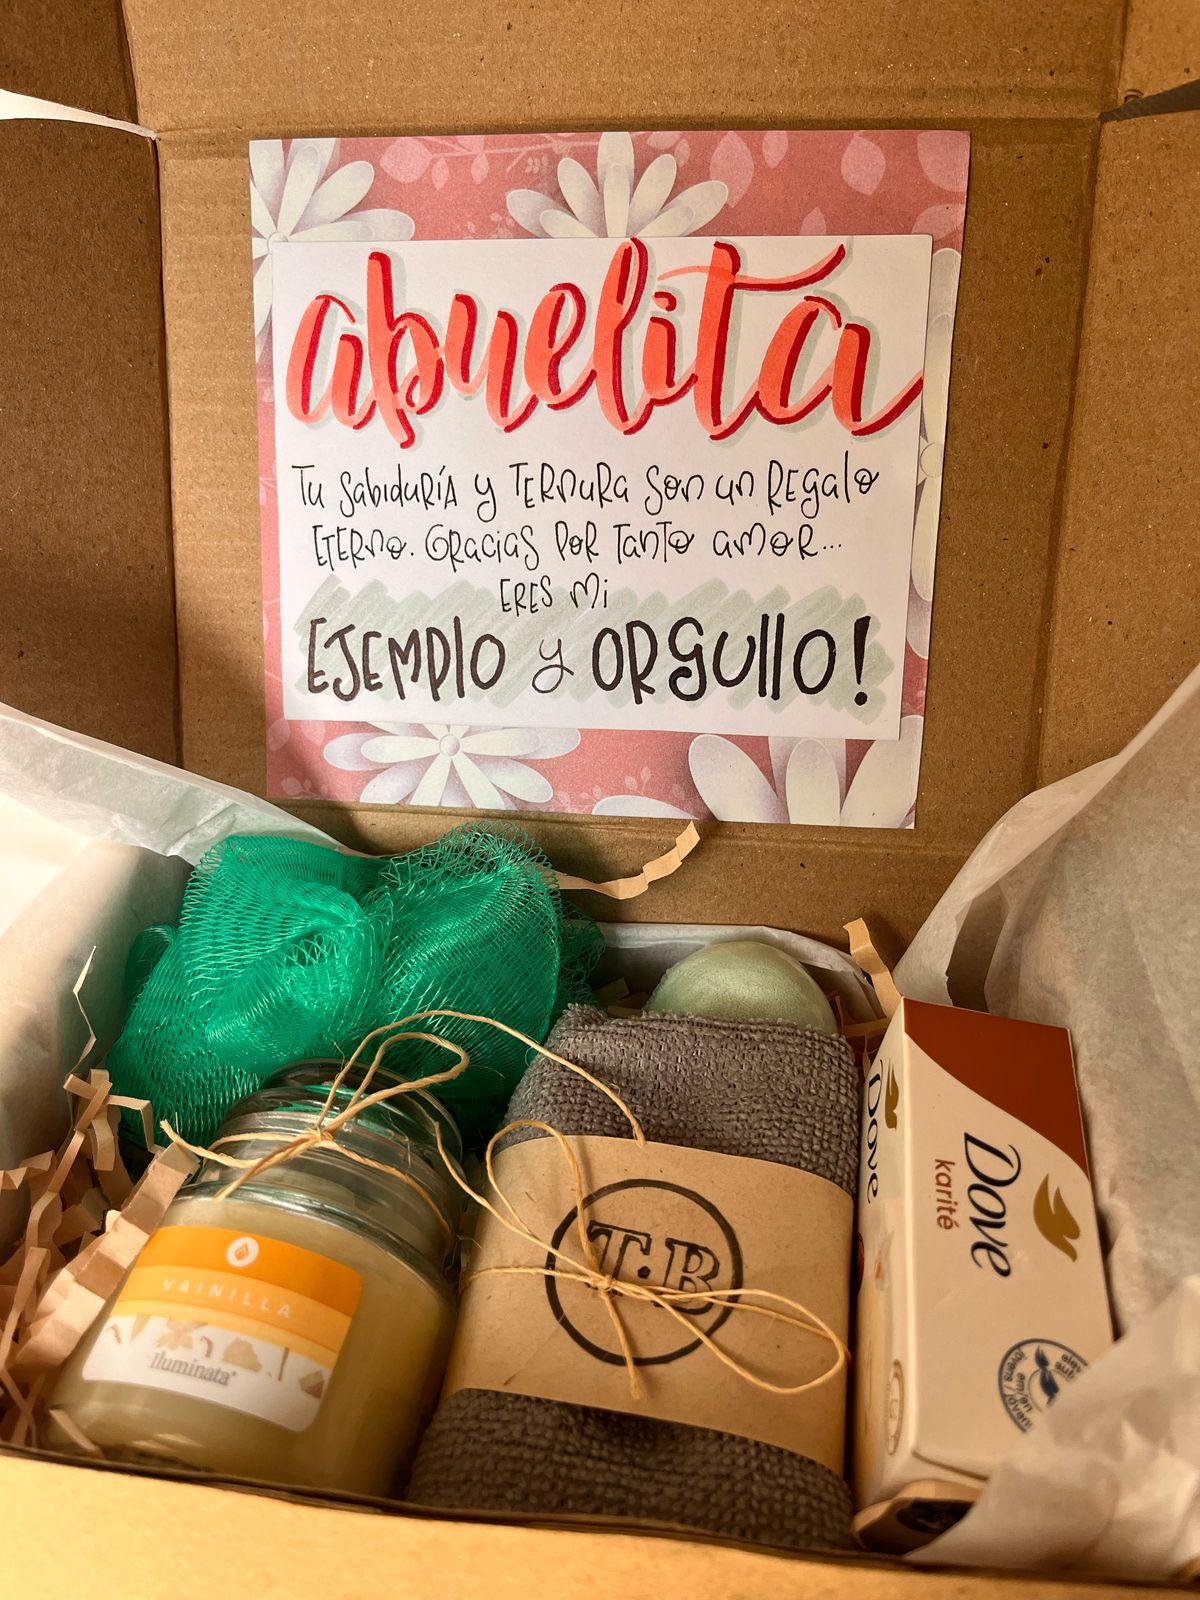 abuelita
Tu sabiduría y TERNURA son un REGalo
ETERNO. GRacias POR TanTo amoR...
ERES Mi
EJEMPlO y ORGUllO!
VAINILLA
Iluminata
T.B
Dove
Dove
karité